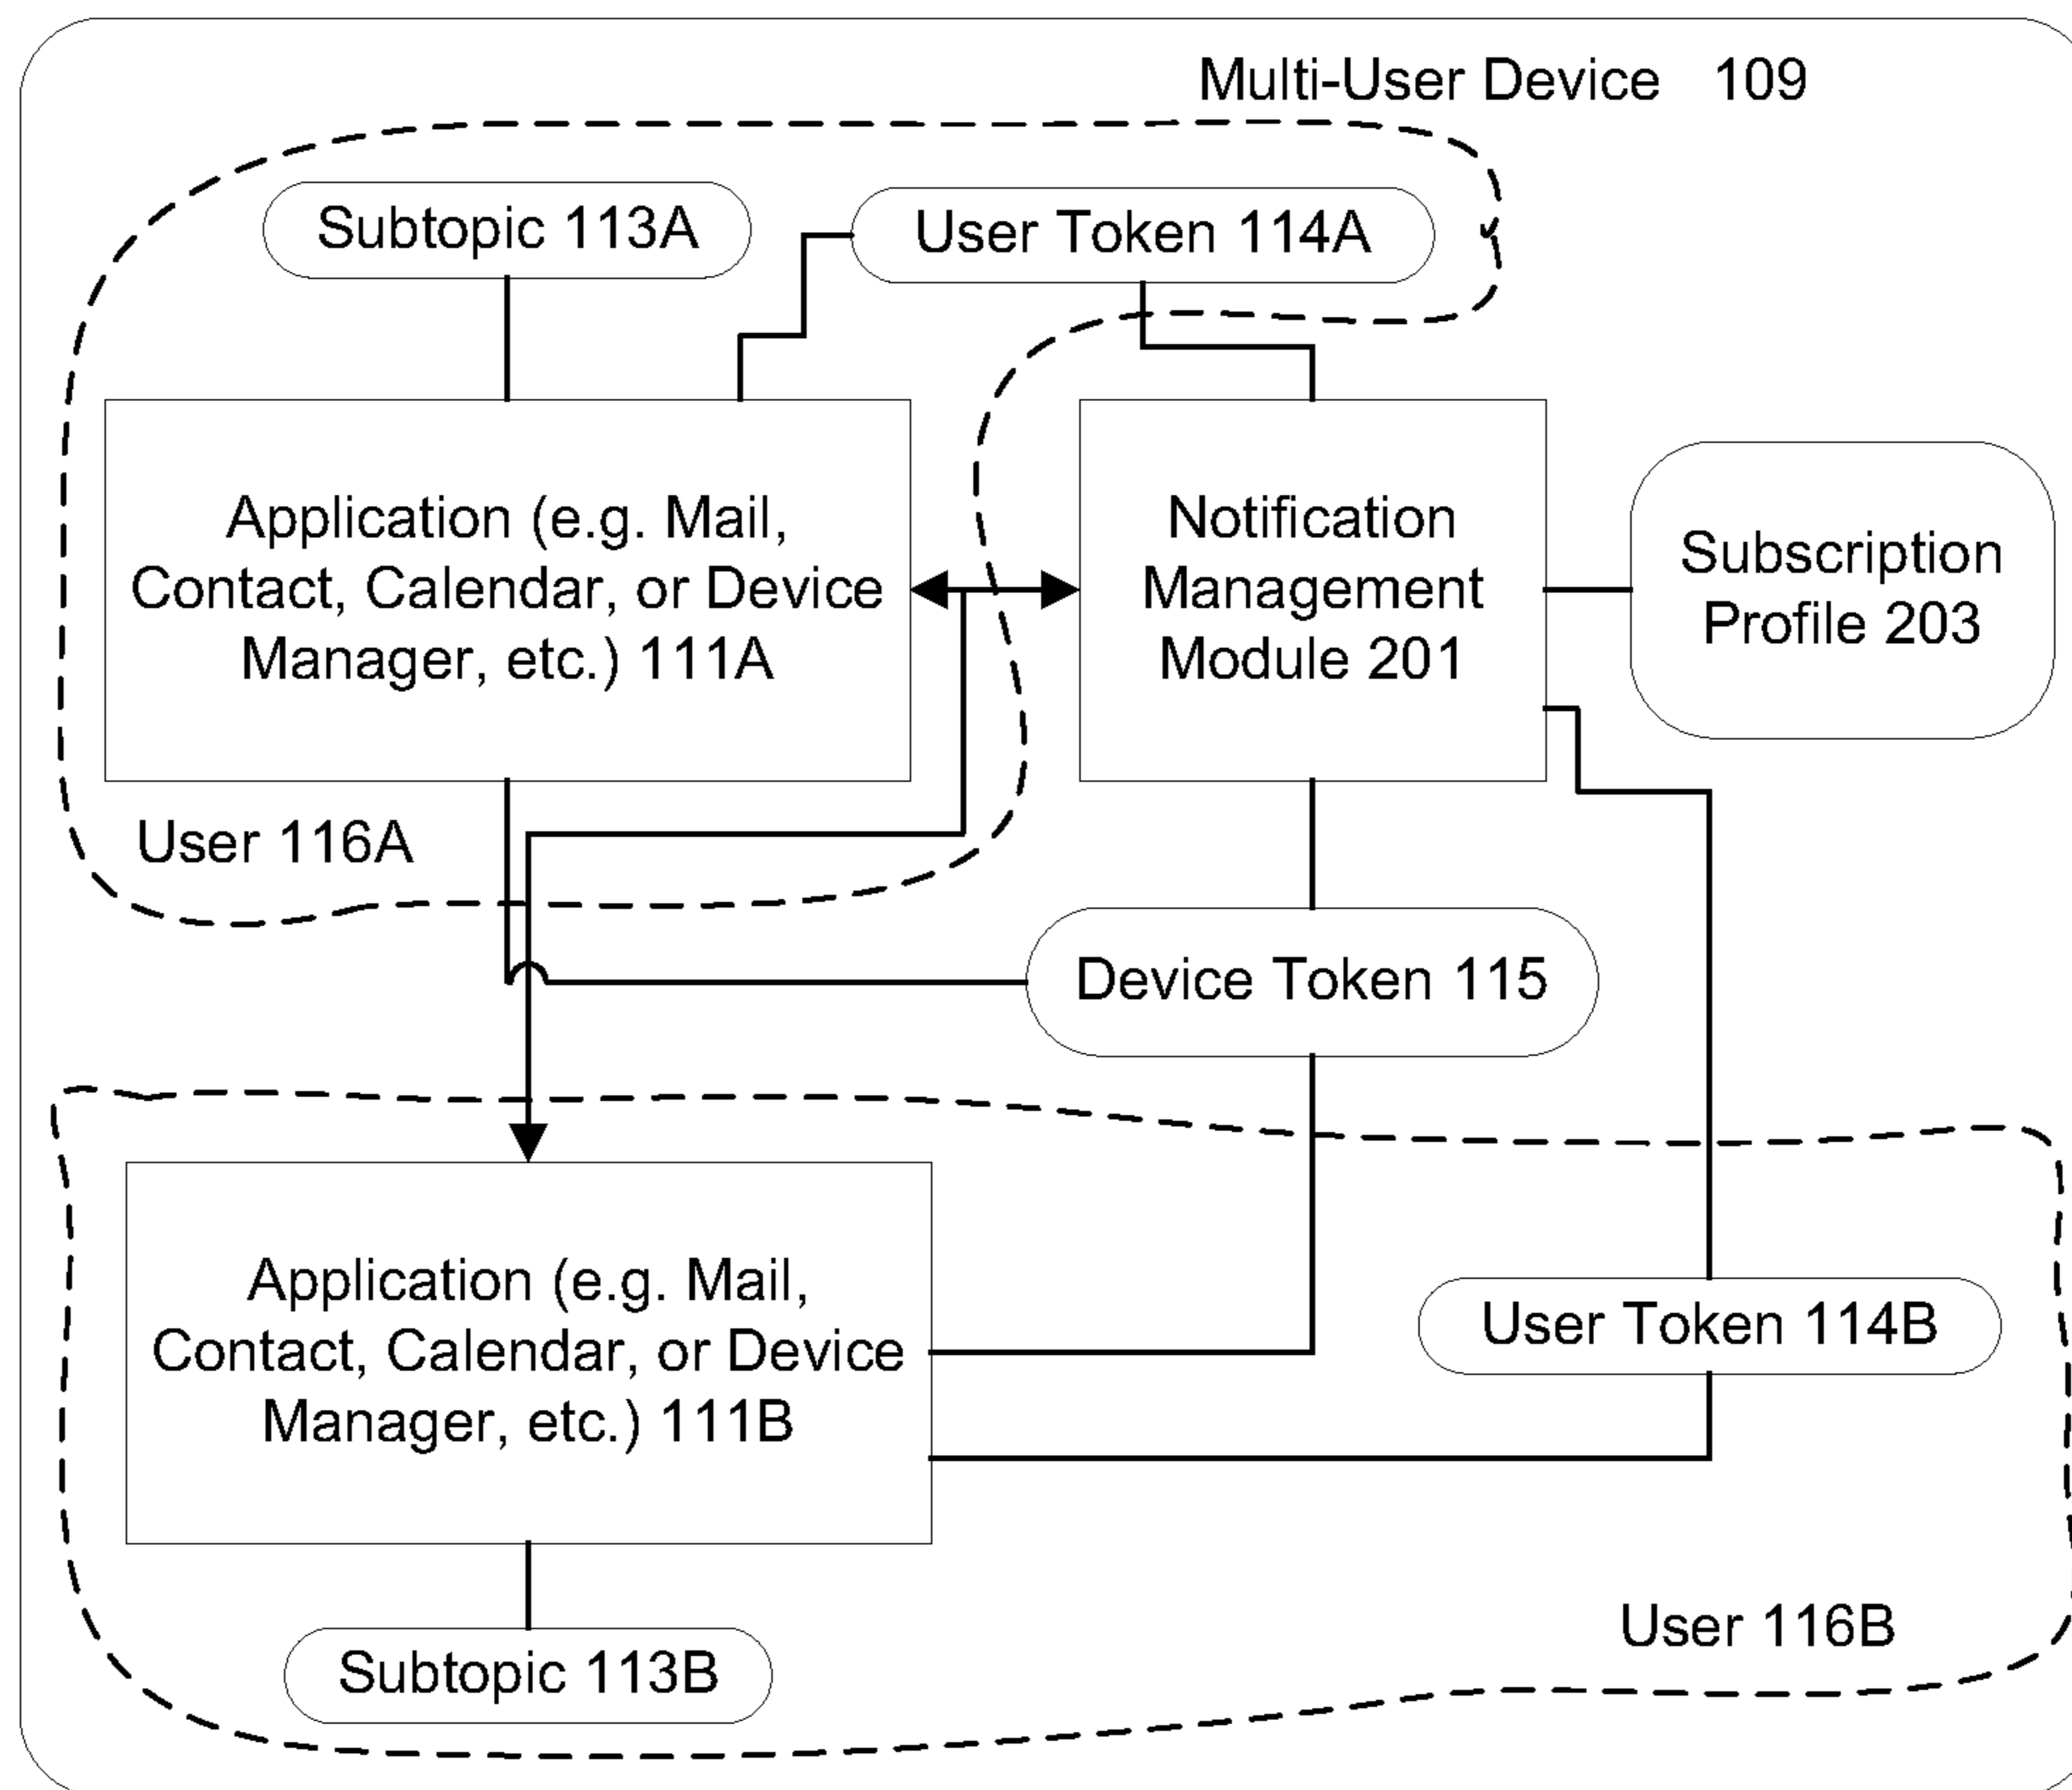 Multi-User Device 109
Subtopic 113A
User Token 114A
Application (e.g. Mail,
Contact, Calendar, or Device
Manager, etc.) 111A
Notification
Management
Module 201
Subscription
Profile 203
User 116A
Device Token 115
Application (e.g. Mail,
Contact, Calendar, or Device
Manager, etc.) 111B
User Token 114B
User 116B
Subtopic 113B